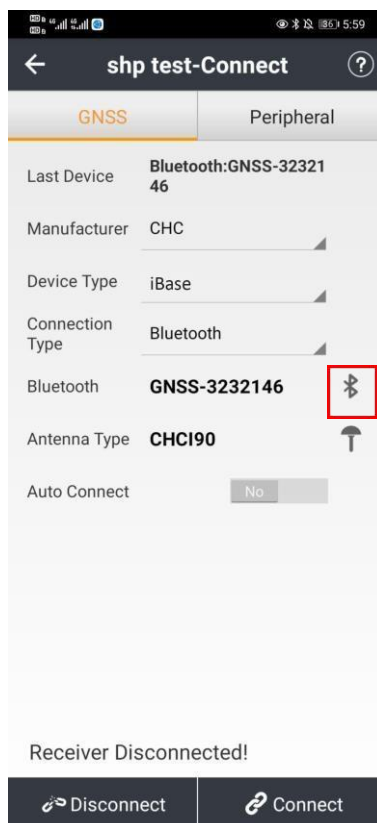 36 5:59
shp test-Connect ?
GNSS Peripheral
Last Device Bluetooth:GNSS-32321
46
Manufacturer CHC
Device Type iBase
Connection
Type Bluetooth
Bluetooth GNSS-3232146
Antenna Type CHCI90
Auto Connect No
Receiver Disconnected!
Disconnect Connect